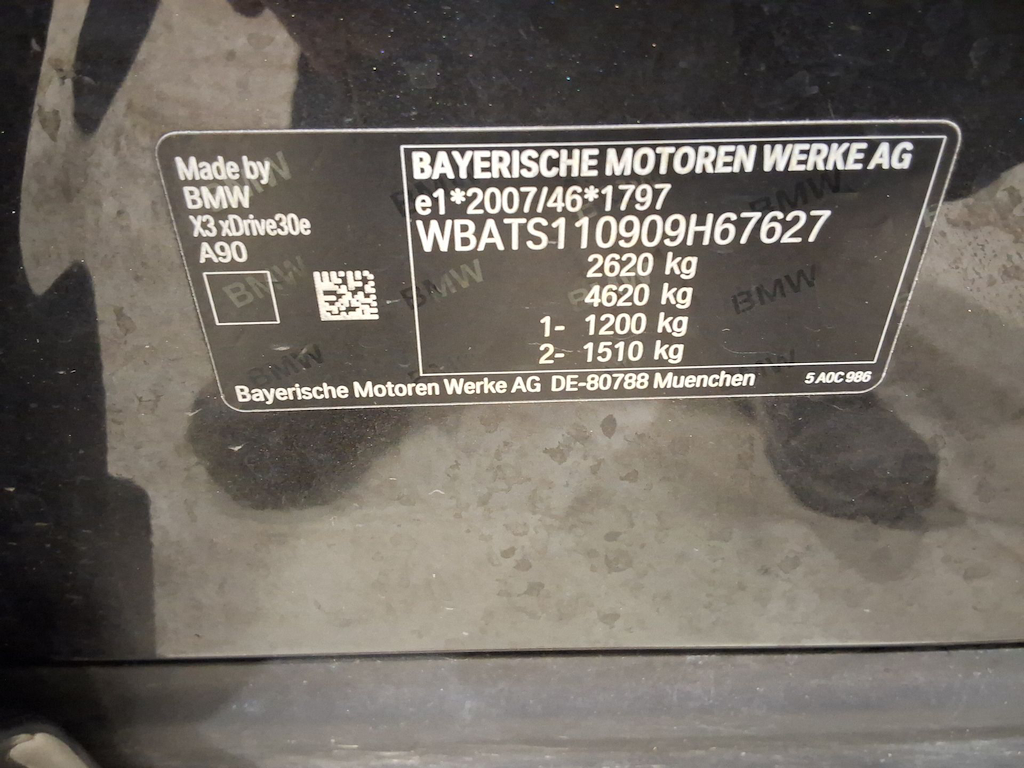 Made by
BMW
X3 xDrive30e
A90
BAYERISCHE MOTOREN WERKE AG
e1*2007/46*1797
WBATS110909H67627
2620 kg
4620 kg
1- 1200 kg
2- 1510 kg
Bayerische Motoren Werke AG DE-80788 Muenchen
5 A0C 986